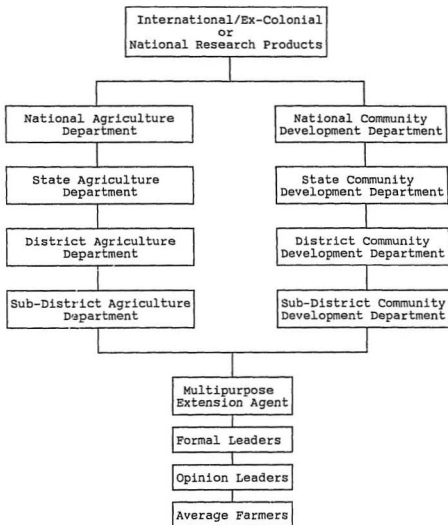 International/Ex-Colonial
or
National Research Products
National Agriculture
Department
National Community
Development Department
State Agriculture
Department
State Community
Development Department
District Agriculture
Department
District Community
Development Department
Sub-District Agriculture
Department
Sub-District Community
Development Department
Multipurpose
Extension Agent
Formal Leaders
Opinion Leaders
Average Farmers